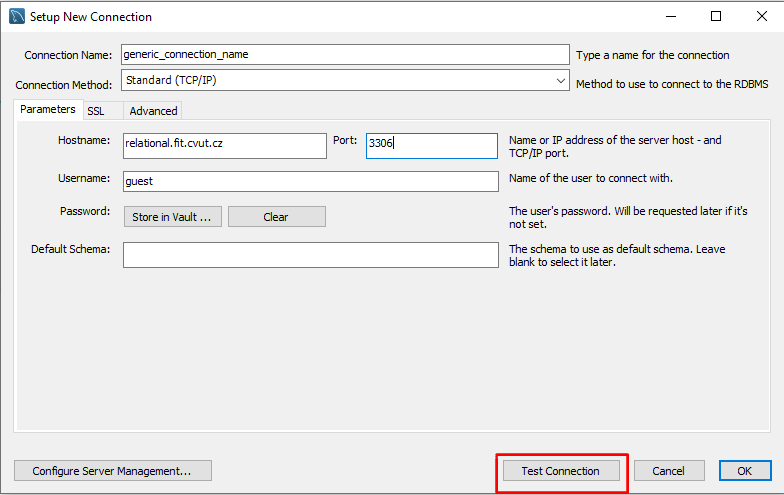 Setup New Connection
Connection Name: generic_connection_name Type a name for the connection
Connection Method: Standard (TCP/IP) Method to use to connect to the RDBMS
Parameters SSL Advanced
Hostname: relational.fit.cvut.cz Port: 3306 Name or IP address of the server host - and
TCP/IP port.
Username: guest Name of the user to connect with.
Password: Store in Vault ... Clear The user's password. Will be requested later if it's
not set.
Default Schema: The schema to use as default schema. Leave
blank to select it later.
Configure Server Management... Test Connection Cancel OK